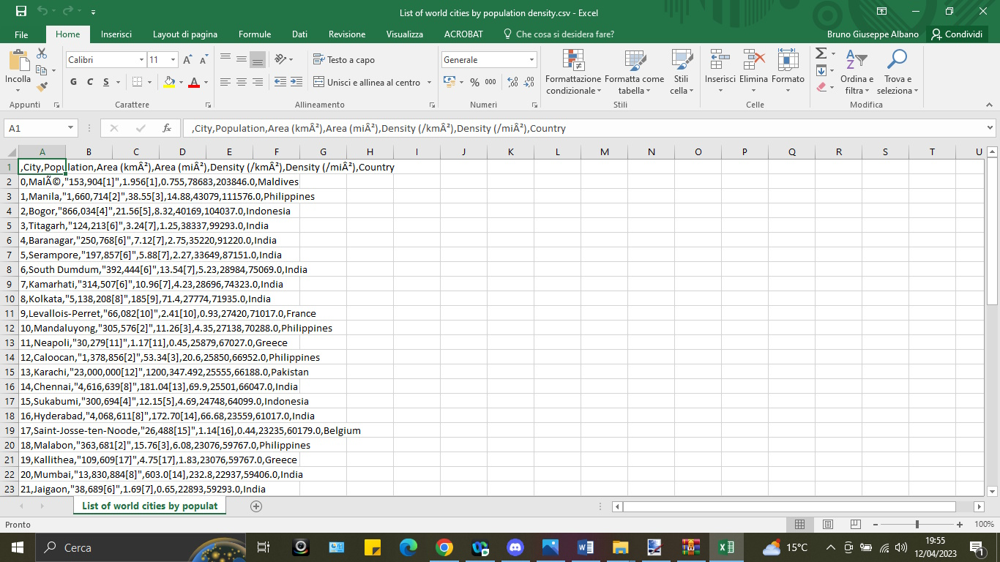 List of world cities by population density.csv - Excel
File Home Inserisci Layout di pagina Formule Dati Revisione Visualizza ACROBAT Che cosa si desidera fare? Bruno Giuseppe Albano Condividi
Incolla
Calibri 11
G C S
Testo a capo
Unisci e allinea al centro
Generale
% 000
Formattazione condizionale
Formatta come tabella
Stili cella
Inserisci Elimina Formato
Ordina e filtra
Trova e seleziona
Appunti Carattere Allineamento Numeri Stili Celle Modifica
A1 fx ,City,Population,Area (kmÂ²),Area (miÂ²),Density (/kmÂ²),Density (/miÂ²),Country
A B C D E F G H I J K L M N O P Q R S T U
1 ,City,Population,Area (kmÂ²),Area (miÂ²),Density (/kmÂ²),Density (/miÂ²),Country
2 0,MalÃ©,"153,904[1]",1.956[1],0.755,78683,203846.0,Maldives
3 1,Manila,"1,660,714[2]",38.55[3],14.88,43079,111576.0,Philippines
4 2,Bogor,"866,034[4]",21.56[5],8.32,40169,104037.0,Indonesia
5 3,Titagarh,"124,213[6]",3.24[7],1.25,38337,99293.0,India
6 4,Baranagar,"250,768[6]",7.12[7],2.75,35220,91220.0,India
7 5,Serampore,"197,857[6]",5.88[7],2.27,33649,87151.0,India
8 6,South Dumdum,"392,444[6]",13.54[7],5.23,28984,75069.0,India
9 7,Kamarhati,"314,507[6]",10.96[7],4.23,28696,74323.0,India
10 8,Kolkata,"5,138,208[8]",185[9],71.4,27774,71935.0,India
11 9,Levallois-Perret,"66,082[10]",2.41[10],0.93,27420,71017.0,France
12 10,Mandaluyong,"305,576[2]",11.26[3],4.35,27138,70288.0,Philippines
13 11,Neapoli,"30,279[11]",1.17[11],0.45,25879,67027.0,Greece
14 12,Caloocan,"1,378,856[2]",53.34[3],20.6,25850,66952.0,Philippines
15 13,Karachi,"23,000,000[12]",1200,347.492,25555,66188.0,Pakistan
16 14,Chennai,"4,616,639[8]",181.04[13],69.9,25501,66047.0,India
17 15,Sukabumi,"300,694[4]",12.15[5],4.69,24748,64099.0,Indonesia
18 16,Hyderabad,"4,068,611[8]",172.70[14],66.68,23559,61017.0,India
19 17,Saint-Josse-ten-Noode,"26,488[15]",1.14[16],0.44,23235,60179.0,Belgium
20 18,Malabon,"363,681[2]",15.76[3],6.08,23076,59767.0,Philippines
21 19,Kallithea,"109,609[17]",4.75[17],1.83,23076,59767.0,Greece
22 20,Mumbai,"13,830,884[8]",603.0[14],232.8,22937,59406.0,India
23 21,Jaigaon,"38,689[6]",1.69[7],0.65,22893,59293.0,India
List of world cities by populat
Pronto 100%
Cerca 15°C 19:55
12/04/2023 1